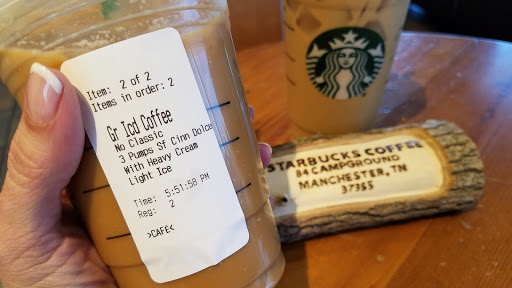 Item: 2 of 2
Items in order: 2
Gr Icd Coffee
No Classic
3 Pumps Sf Cinn Dolce
With Heavy Cream
Light Ice
Time: 5:51:58 PM
Reg: 2
>CAFE<
STARBUCKS COFFEE
84 CAMPGROUND
MANCHESTER, TN
37355